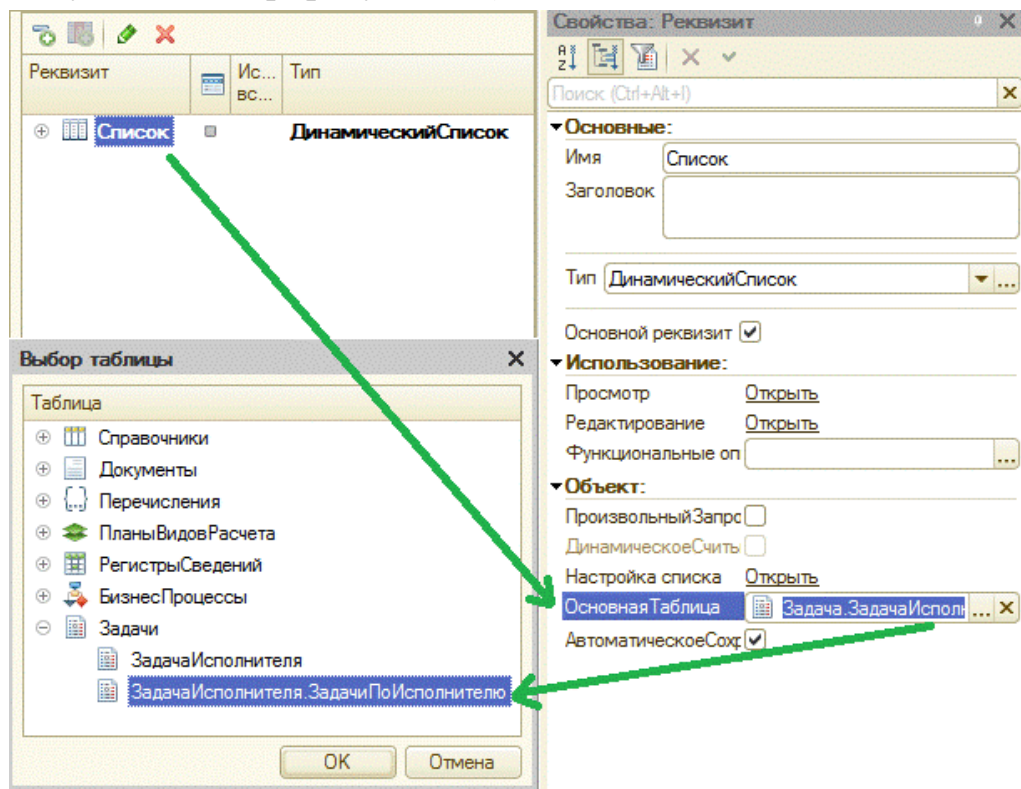 Реквизит
Ис...
вс...
Тип
Список
ДинамическийСписок
Выбор таблицы
Таблица
Справочники
Документы
Перечисления
ПланыВидовРасчета
РегистрыСведений
БизнесПроцессы
Задачи
ЗадачаИсполнителя
ЗадачаИсполнителя.ЗадачиПоИсполнителю
OK
Отмена
Свойства: Реквизит
Поиск (Ctrl+Alt+I)
Основные:
Имя Список
Заголовок
Тип ДинамическийСписок
...
Основной реквизит
Использование:
Просмотр Открыть
Редактирование Открыть
Функциональные оп
...
Объект:
ПроизвольныйЗапрс
ДинамическоеСчиты
Настройка списка Открыть
ОсновнаяТаблица Задача.ЗадачаИсполн ...
АвтоматическоеСохр